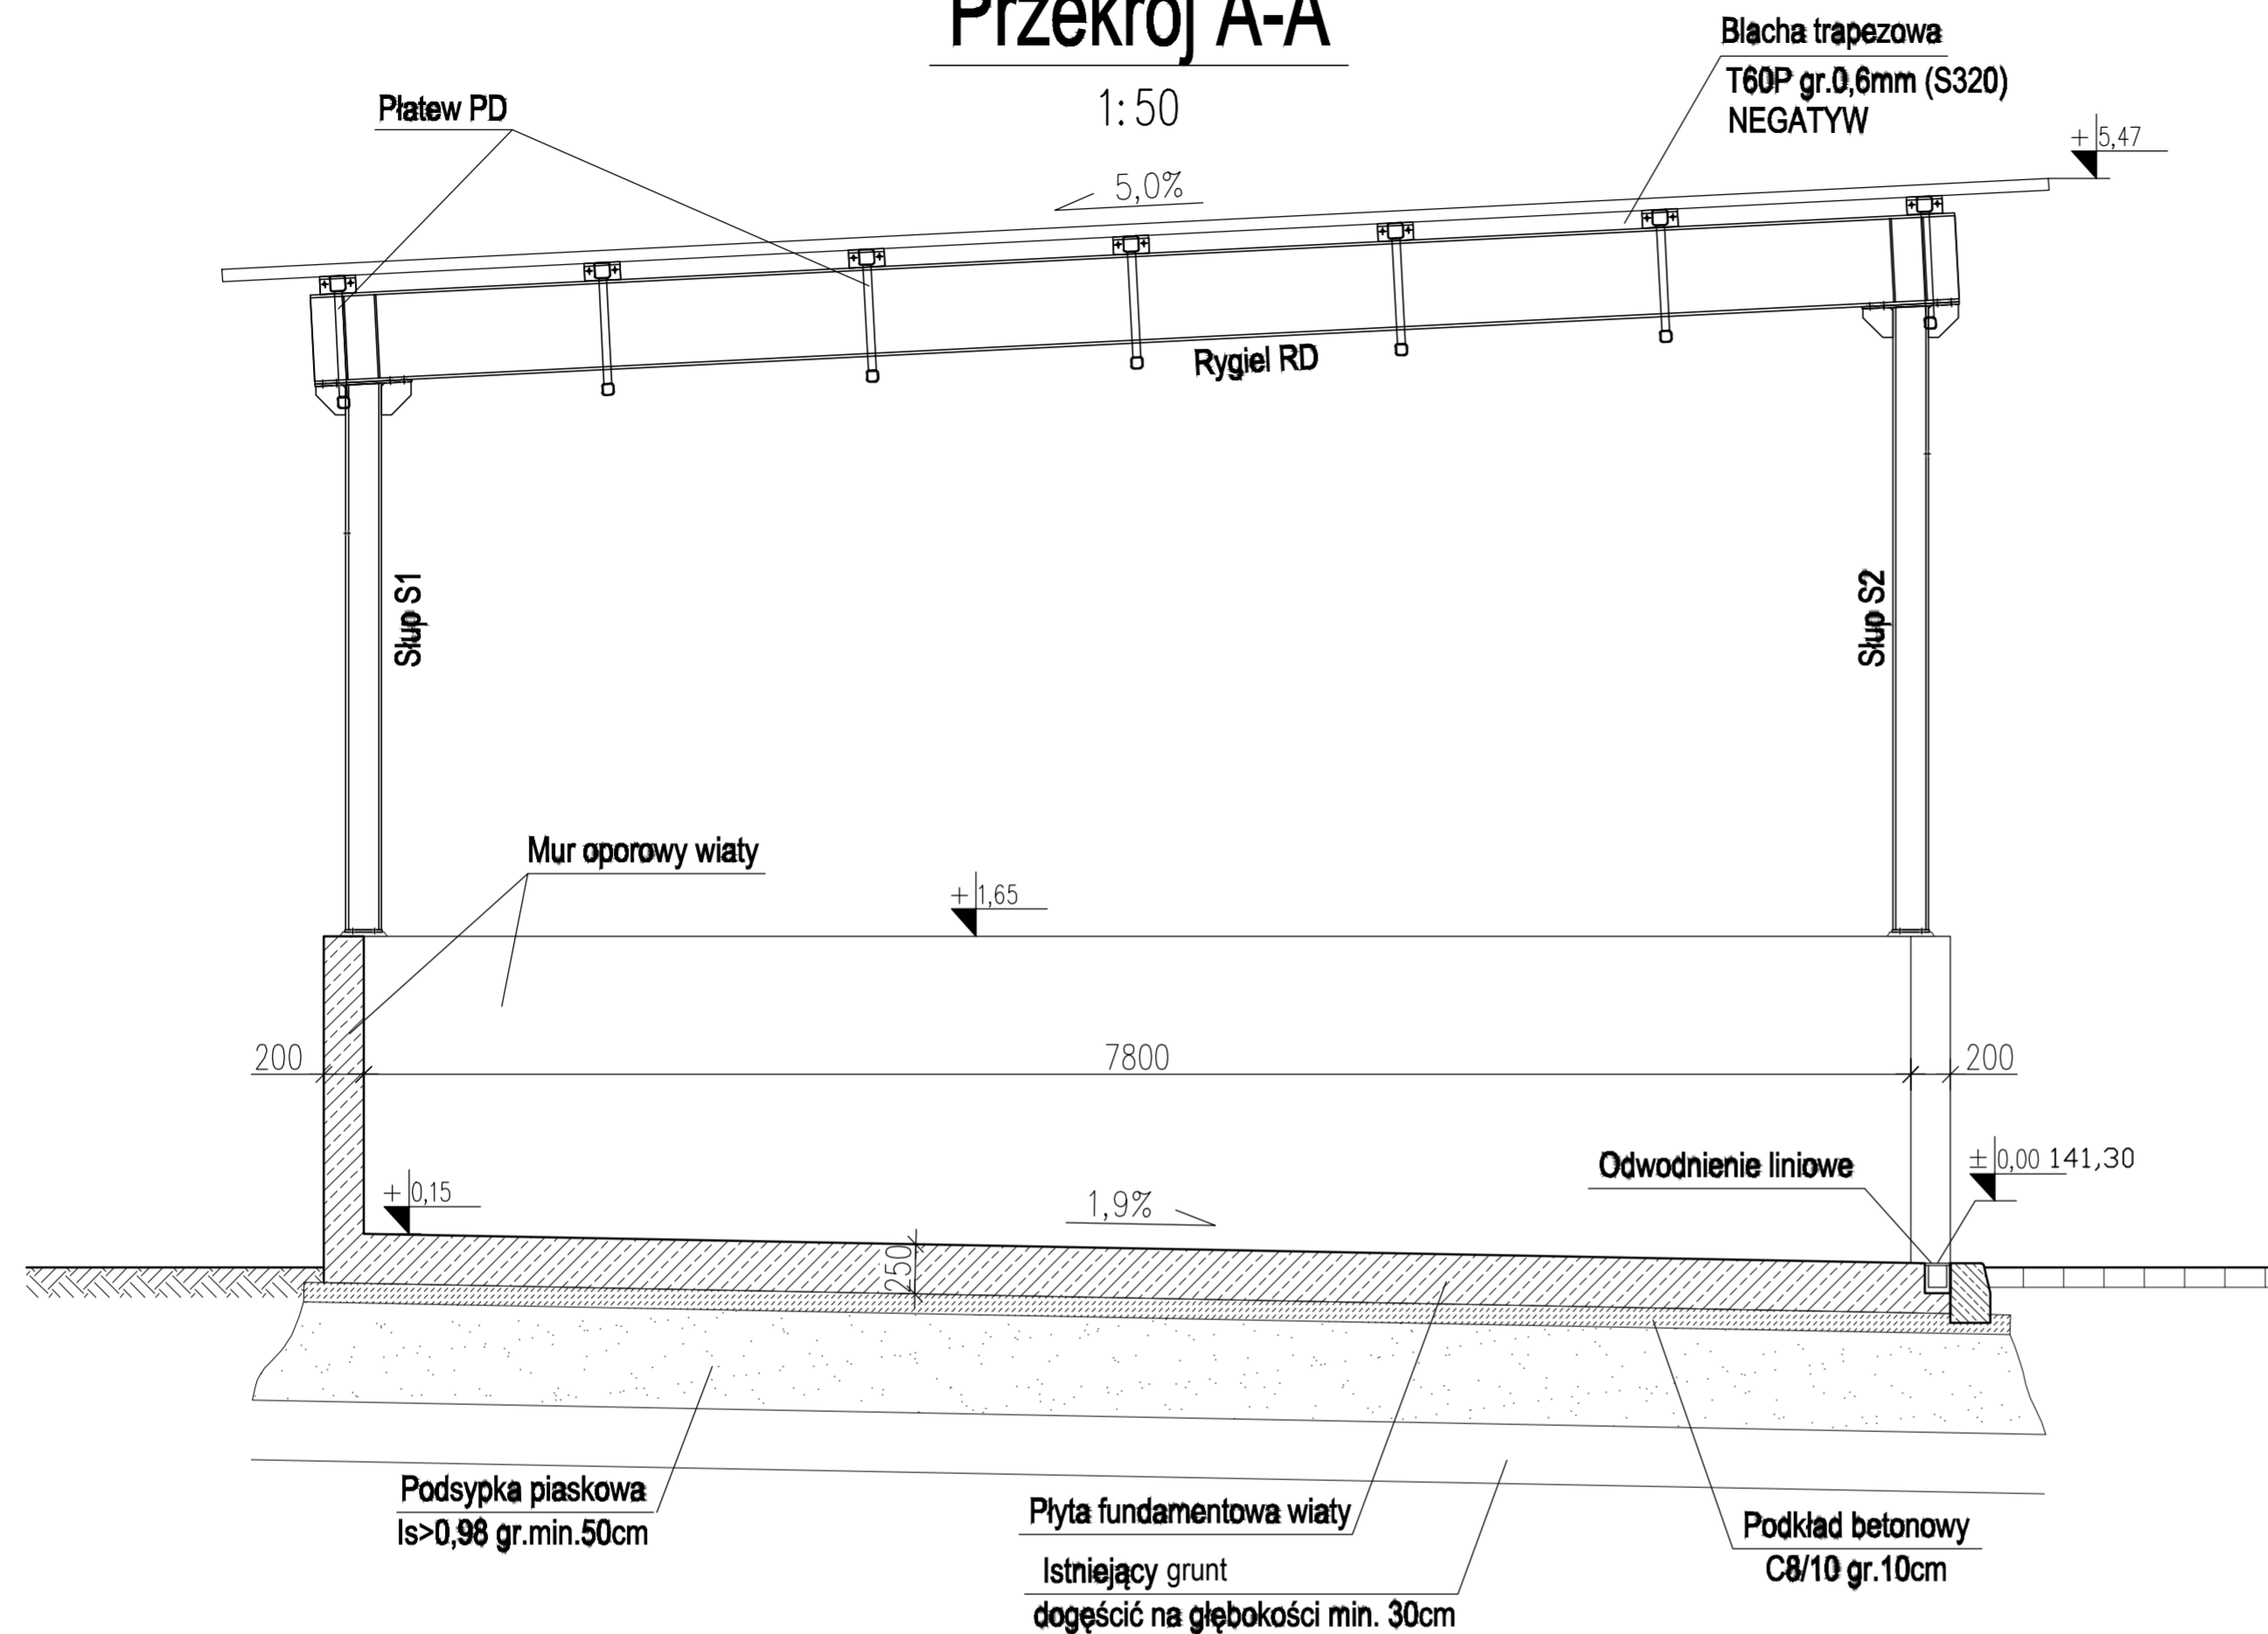 Przekrój A-A
1:50
Blacha trapezowa
T60P gr.0,6mm (S320)
NEGATYW
Płatew PD
+5,47
5,0%
Rygiel RD
Słup S1
Słup S2
Mur oporowy wiaty
+1,65
200
7800
200
Odwodnienie liniowe
±0,00 141,30
+0,15
1,9%
250
Podsypka piaskowa
Is>0,98 gr.min.50cm
Płyta fundamentowa wiaty
Istniejący grunt
dogęścić na głębokości min. 30cm
Podkład betonowy
C8/10 gr.10cm